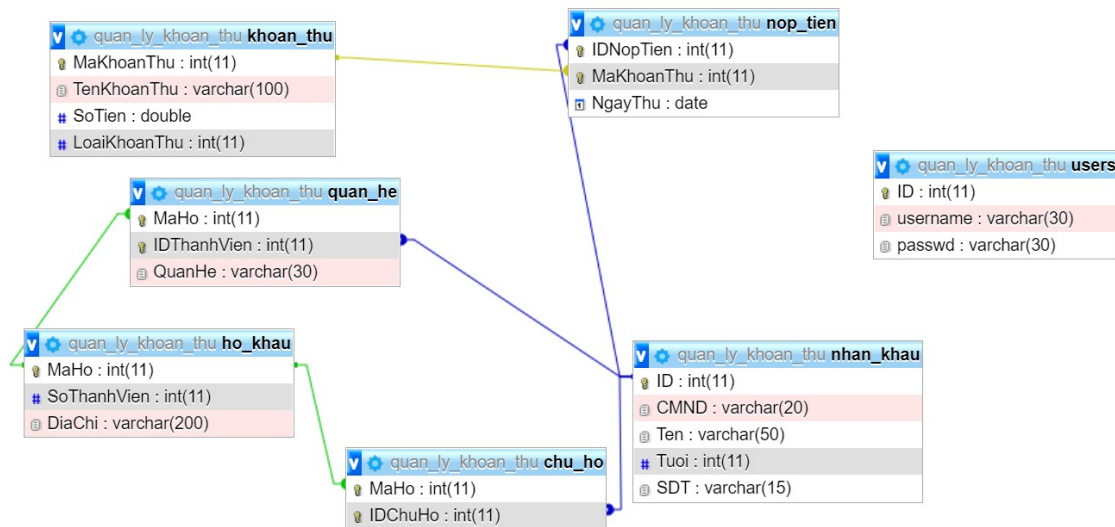 quan_ly_khoan_thu khoan_thu
MaKhoanThu : int(11)
TenKhoanThu : varchar(100)
SoTien : double
LoaiKhoanThu : int(11)
quan_ly_khoan_thu nop_tien
IDNopTien : int(11)
MaKhoanThu : int(11)
NgayThu : date
quan_ly_khoan_thu users
ID : int(11)
username : varchar(30)
passwd : varchar(30)
quan_ly_khoan_thu quan_he
MaHo : int(11)
IDThanhVien : int(11)
QuanHe : varchar(30)
quan_ly_khoan_thu ho_khau
MaHo : int(11)
SoThanhVien : int(11)
DiaChi : varchar(200)
quan_ly_khoan_thu nhan_khau
ID : int(11)
CMND : varchar(20)
Ten : varchar(50)
Tuoi : int(11)
SDT : varchar(15)
quan_ly_khoan_thu chu_ho
MaHo : int(11)
IDChuHo : int(11)